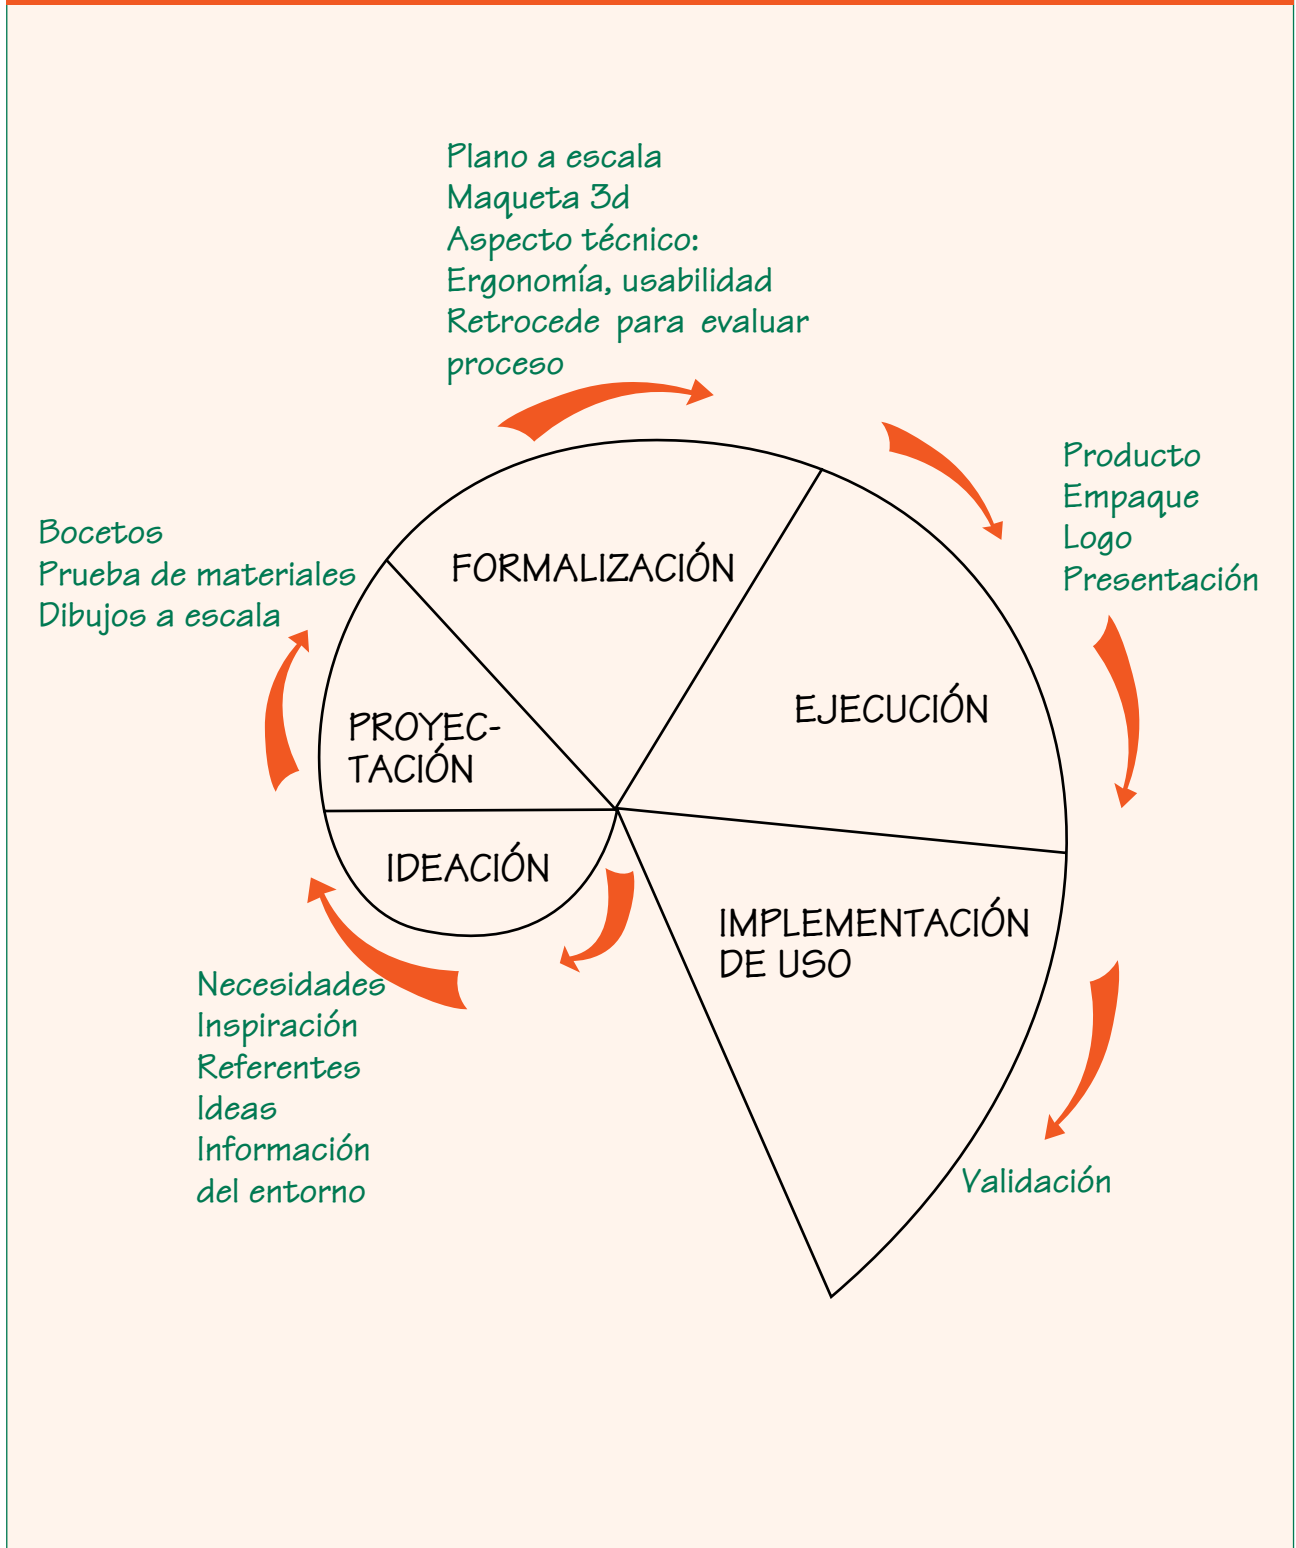 Plano a escala
Maqueta 3d
Aspecto técnico:
Ergonomía, usabilidad
Retrocede para evaluar
proceso
Producto
Empaque
Logo
Presentación
Bocetos
Prueba de materiales
Dibujos a escala
FORMALIZACIÓN
EJECUCIÓN
PROYEC-
TACIÓN
IDEACIÓN
IMPLEMENTACIÓN
DE USO
Necesidades
Inspiración
Referentes
Ideas
Información
del entorno
Validación